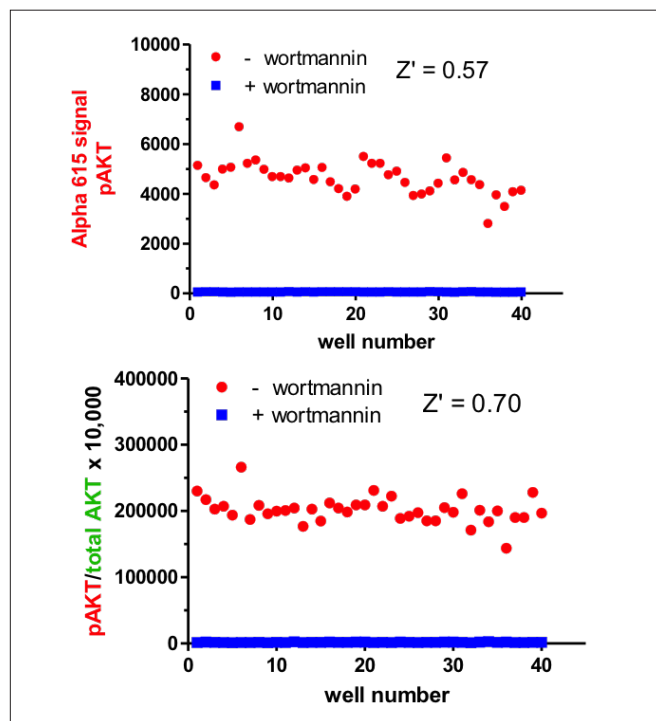 10000
8000
6000
4000
2000
0
Alpha 615 signal
pAKT
- wortmannin
+ wortmannin
Z' = 0.57
0 10 20 30 40
well number
400000
300000
200000
100000
0
pAKT/total AKT x 10,000
- wortmannin
+ wortmannin
Z' = 0.70
0 10 20 30 40
well number